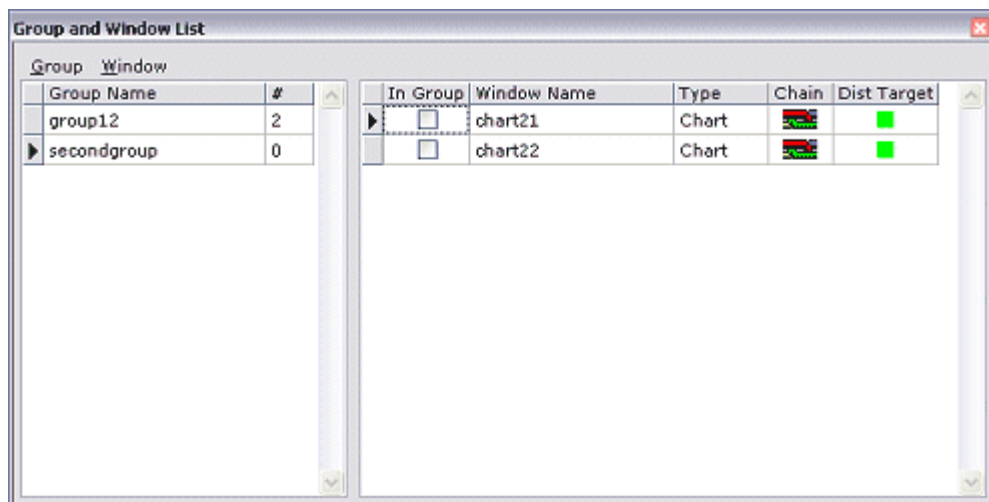 Group and Window List
Group Window
Group Name #
group12 2
secondgroup 0
In Group Window Name Type Chain Dist Target
chart21 Chart
chart22 Chart